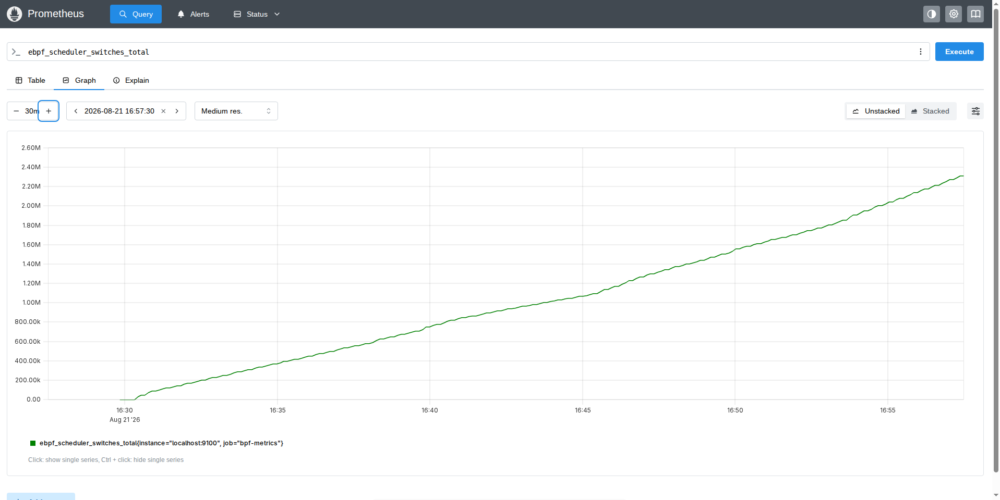 Prometheus Query Alerts Status
ebpf_scheduler_switches_total Execute
Table Graph Explain
30m 2026-08-21 16:57:30 Medium res. Unstacked Stacked
2.60M
2.40M
2.20M
2.00M
1.80M
1.60M
1.40M
1.20M
1.00M
800.00k
600.00k
400.00k
200.00k
0.00
16:30 16:35 16:40 16:45 16:50 16:55
Aug 21 '26
ebpf_scheduler_switches_total{instance="localhost:9100", job="bpf-metrics"}
Click: show single series, Ctrl + click: hide single series